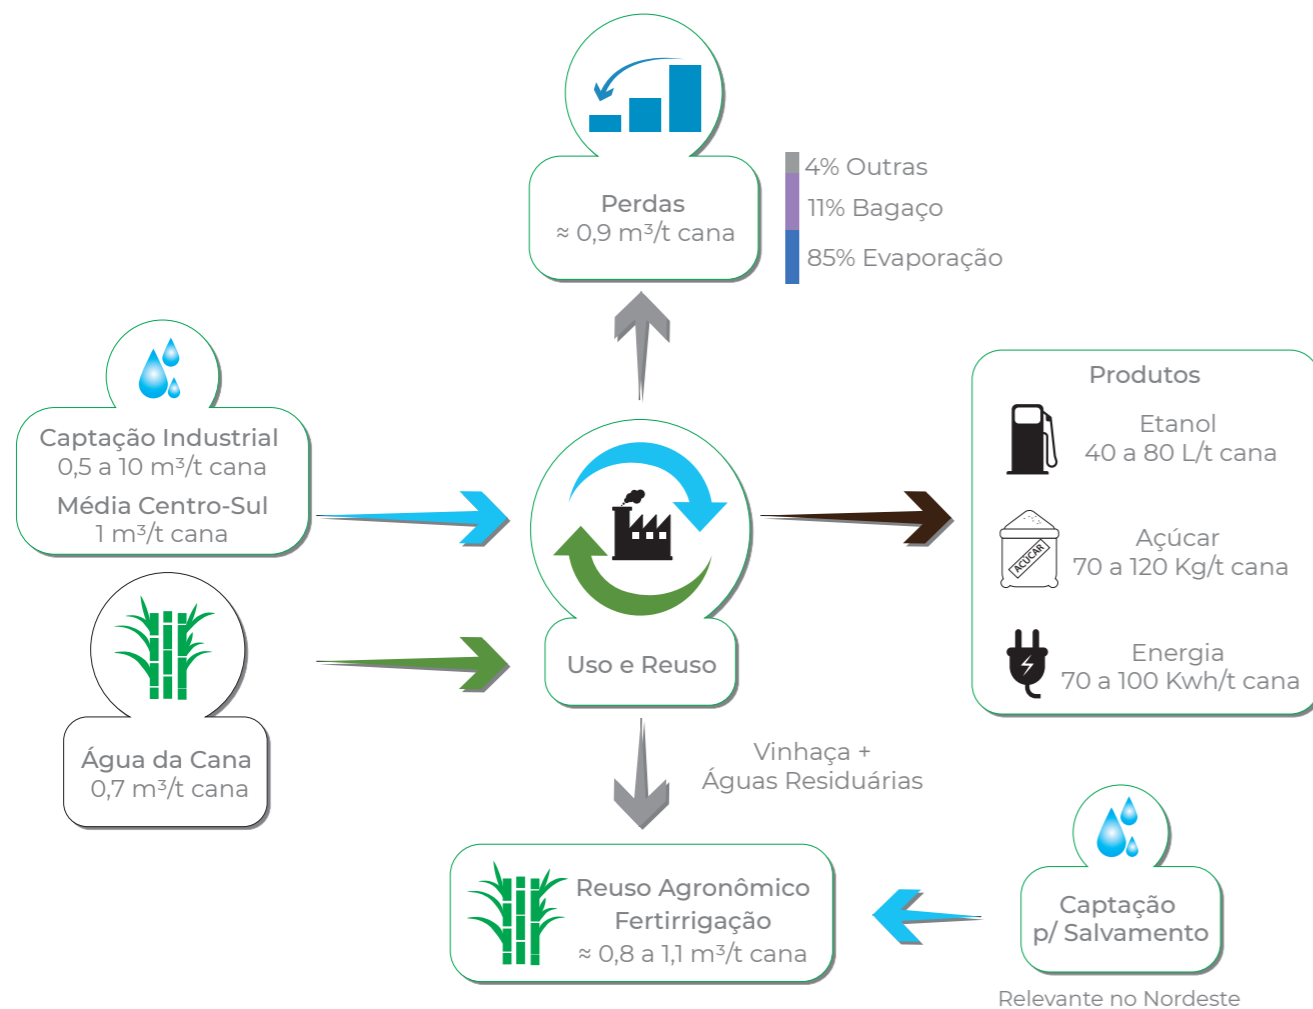 Perdas
≈ 0,9 m³/t cana
4% Outras
11% Bagaço
85% Evaporação
Captação Industrial
0,5 a 10 m³/t cana
Média Centro-Sul
1 m³/t cana
Água da Cana
0,7 m³/t cana
Uso e Reuso
Produtos
Etanol
40 a 80 L/t cana
AÇÚCAR
Açúcar
70 a 120 Kg/t cana
Energia
70 a 100 Kwh/t cana
Vinhaça +
Águas Residuárias
Reuso Agronômico
Fertirrigação
≈ 0,8 a 1,1 m³/t cana
Captação
p/ Salvamento
Relevante no Nordeste